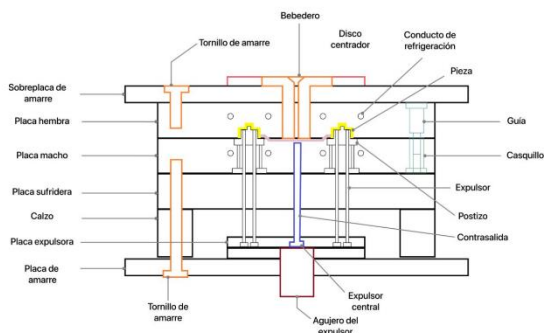 Bebedero
Tornillo de amarre
Disco
centrador
Conducto de
refrigeración
Pieza
Sobreplaca de
amarre
Placa hembra
Guía
Placa macho
Casquillo
Placa sufridera
Expulsor
Calzo
Postizo
Placa expulsora
Contrasalida
Placa de
amarre
Tornillo de
amarre
Expulsor
central
Agujero del
expulsor